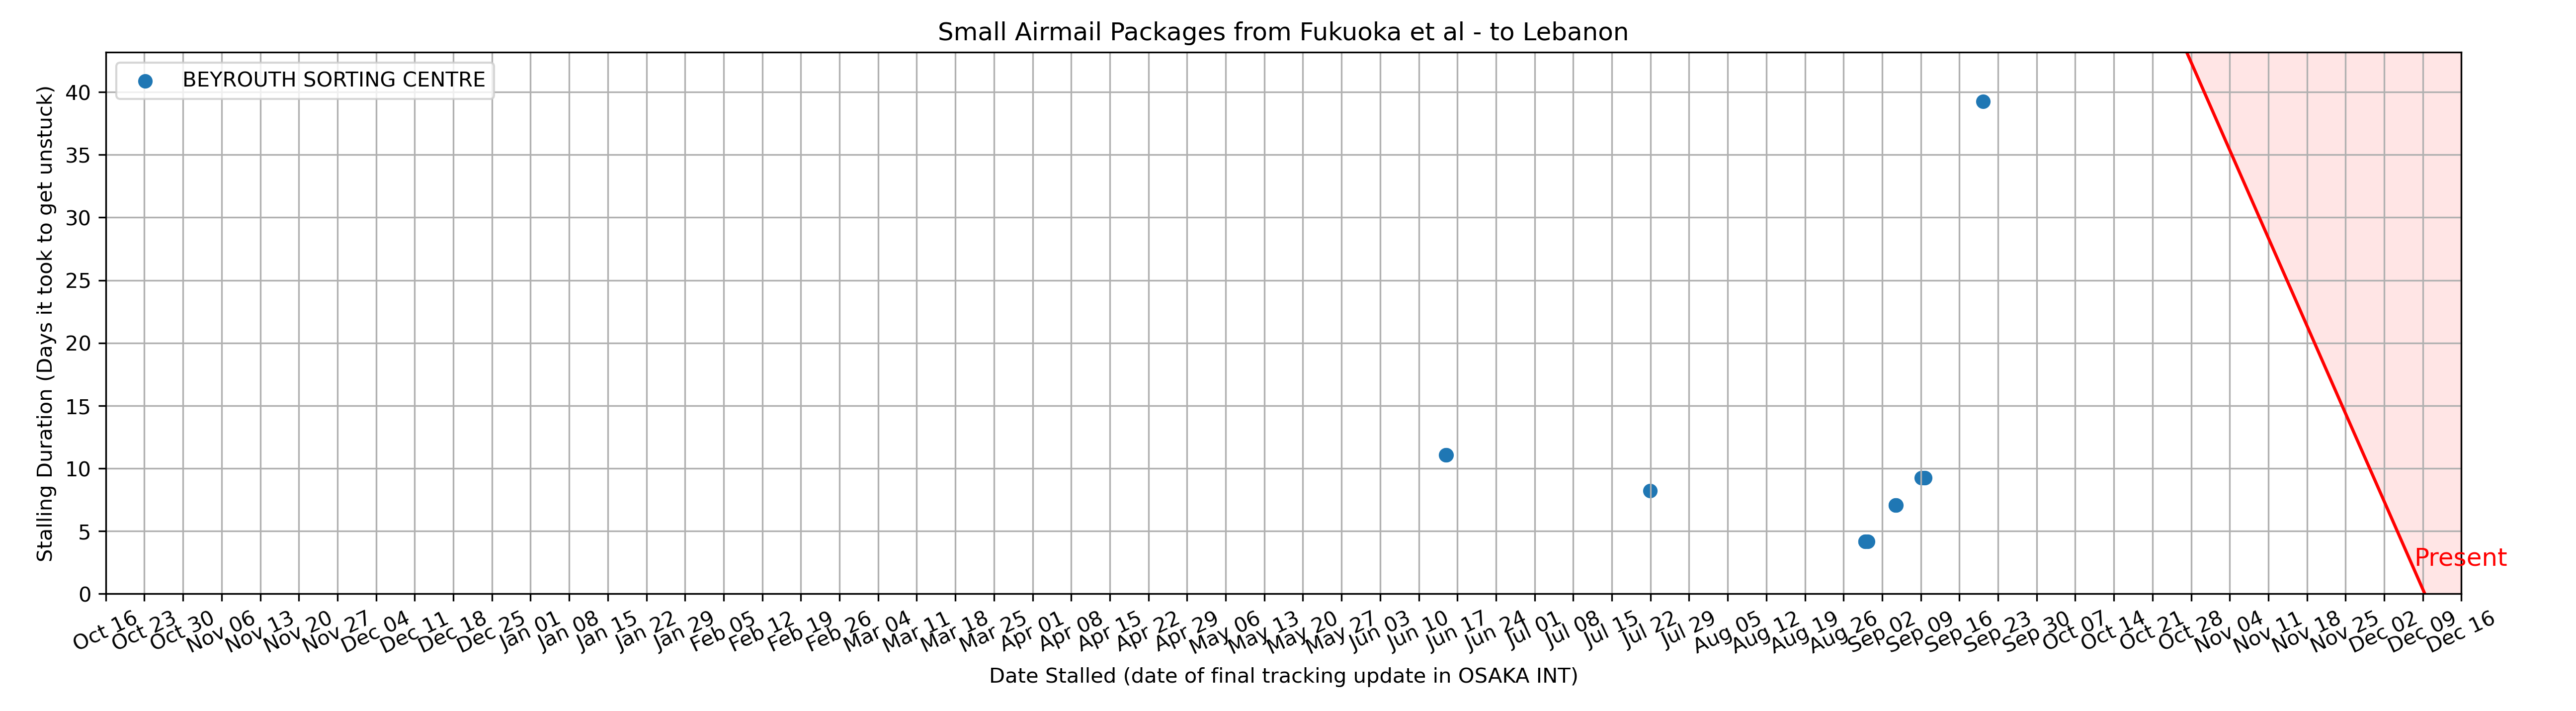 Small Airmail Packages from Fukuoka et al - to Lebanon
BEYROUTH SORTING CENTRE
Stalling Duration (Days it took to get unstuck)
40
35
30
25
20
15
10
5
0
Present
Oct 16
Oct 23
Oct 30
Nov 06
Nov 13
Nov 20
Nov 27
Dec 04
Dec 11
Dec 18
Dec 25
Jan 01
Jan 08
Jan 15
Jan 22
Jan 29
Feb 05
Feb 12
Feb 19
Feb 26
Mar 04
Mar 11
Mar 18
Mar 25
Apr 01
Apr 08
Apr 15
Apr 22
Apr 29
May 06
May 13
May 20
May 27
Jun 03
Jun 10
Jun 17
Jun 24
Jul 01
Jul 08
Jul 15
Jul 22
Jul 29
Aug 05
Aug 12
Aug 19
Aug 26
Sep 02
Sep 09
Sep 16
Sep 23
Sep 30
Oct 07
Oct 14
Oct 21
Oct 28
Nov 04
Nov 11
Nov 18
Nov 25
Dec 02
Dec 09
Dec 16
Date Stalled (date of final tracking update in OSAKA INT)